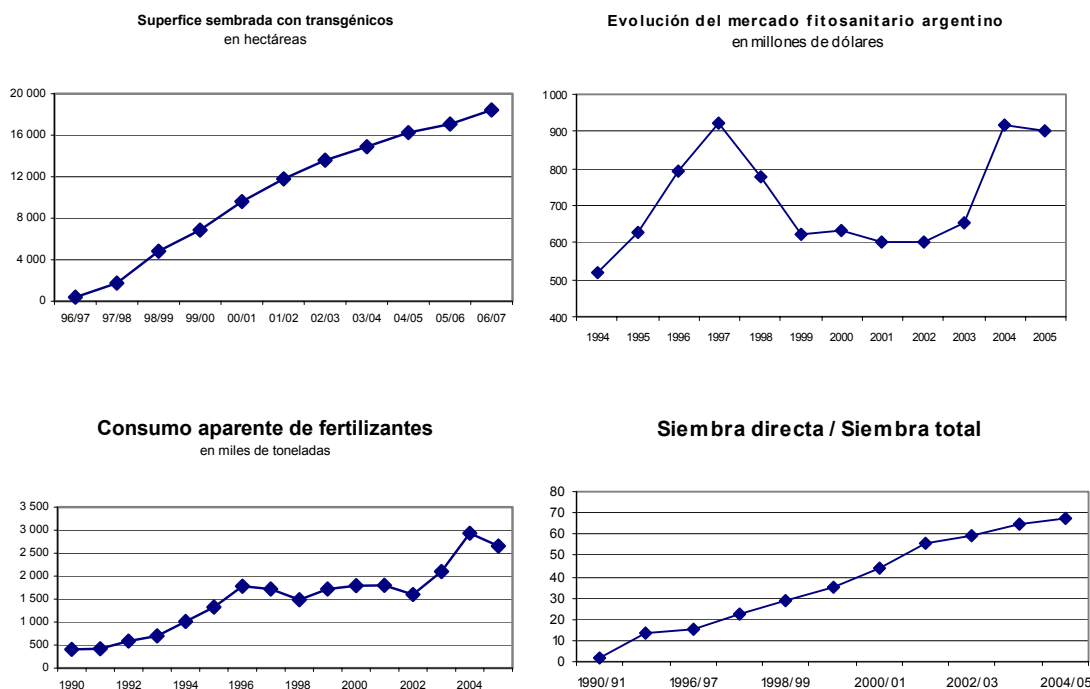 Superfice sembrada con transgénicos
en hectáreas
20 000
16 000
12 000
8 000
4 000
0
96/97 97/98 98/99 99/00 00/01 01/02 02/03 03/04 04/05 05/06 06/07
Evolución del mercado fitosanitario argentino
en millones de dólares
1 000
900
800
700
600
500
400
1994 1995 1996 1997 1998 1999 2000 2001 2002 2003 2004 2005
Consumo aparente de fertilizantes
en miles de toneladas
3 500
3 000
2 500
2 000
1 500
1 000
500
0
1990 1992 1994 1996 1998 2000 2002 2004
Siembra directa / Siembra total
80
70
60
50
40
30
20
10
0
1990/91 1996/97 1998/99 2000/01 2002/03 2004/05